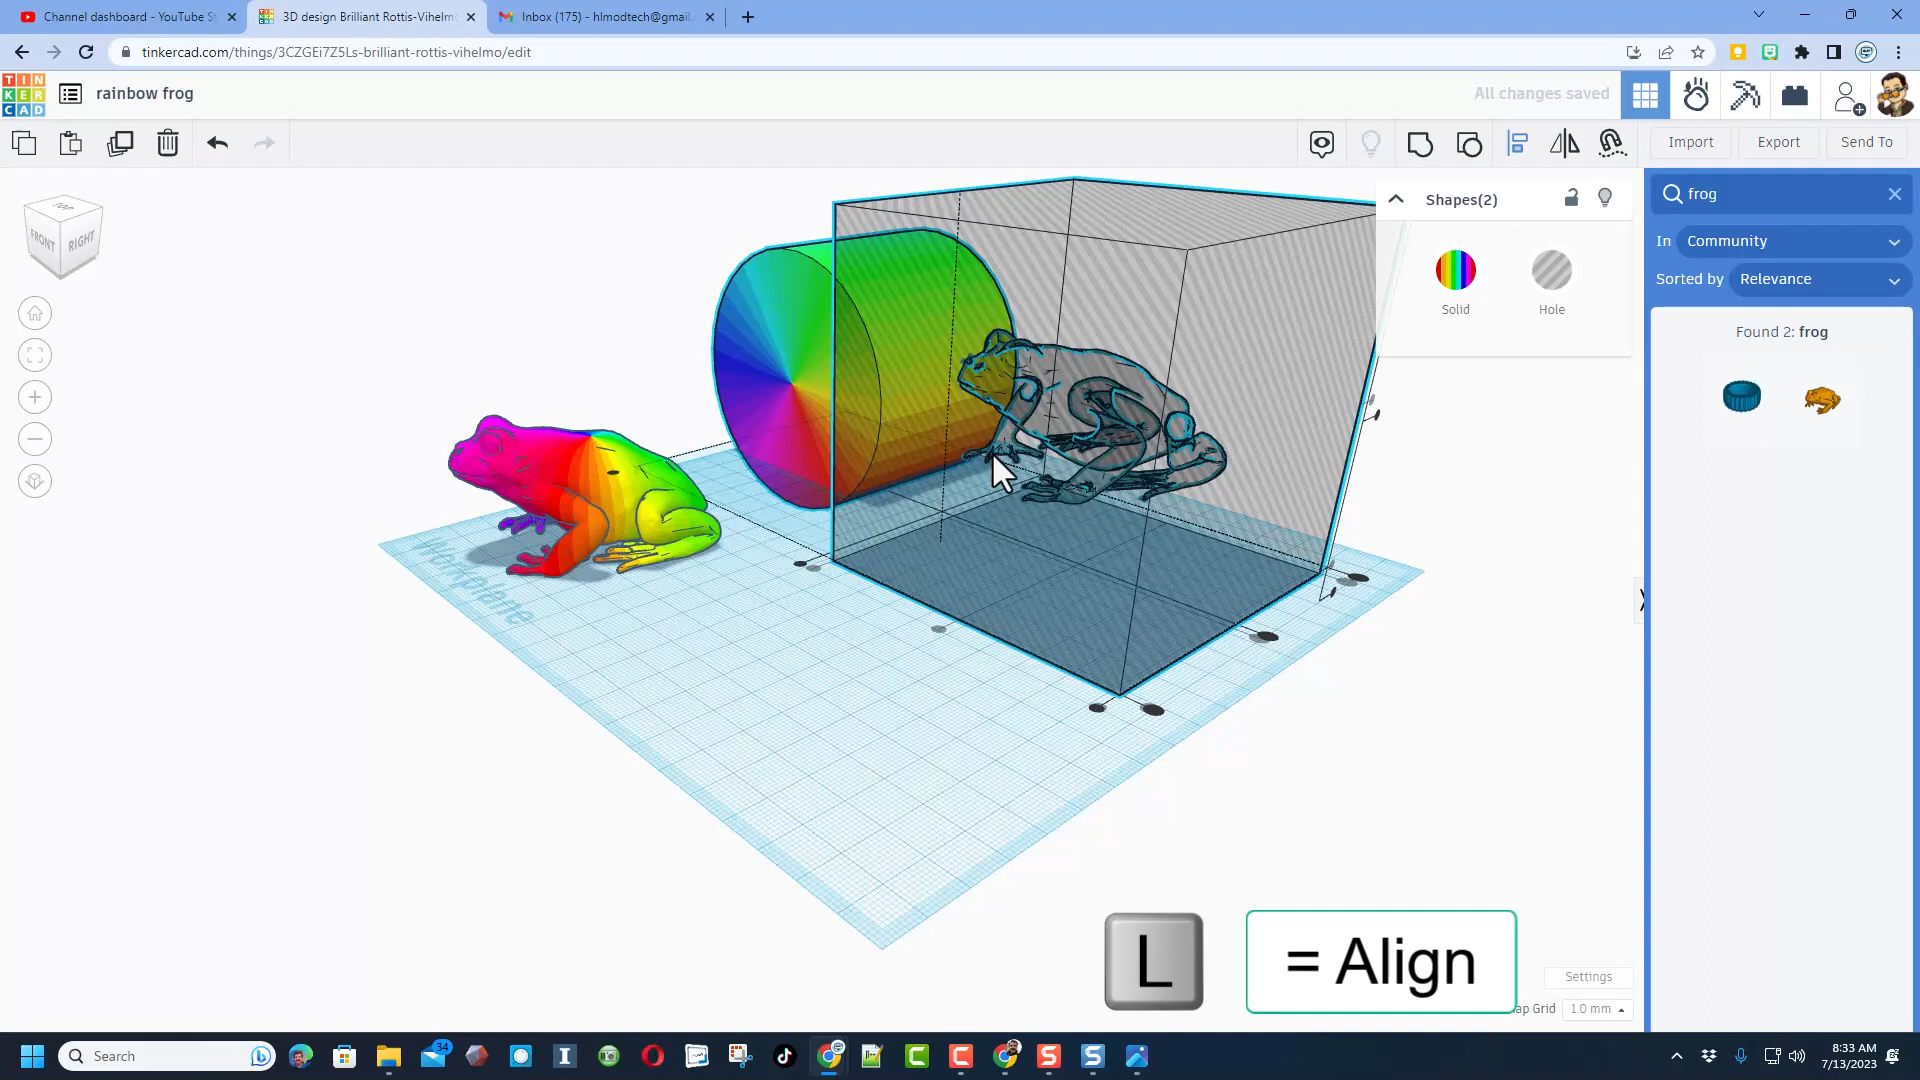 Channel dashboard - YouTube S
3D design Brilliant Rottis-Vihelmo
Inbox (175) - hlmodtech@gmail.
tinkercad.com/things/3CZGEi7Z5Ls-brilliant-rottis-vihelmo/edit
TIN
KER
CAD
rainbow frog
All changes saved
Import
Export
Send To
TOP
FRONT
RIGHT
Shapes(2)
Solid
Hole
frog
In Community
Sorted by Relevance
Found 2: frog
Workplane
L
= Align
Settings
ap Grid 1.0 mm
Search
34
8:33 AM
7/13/2023